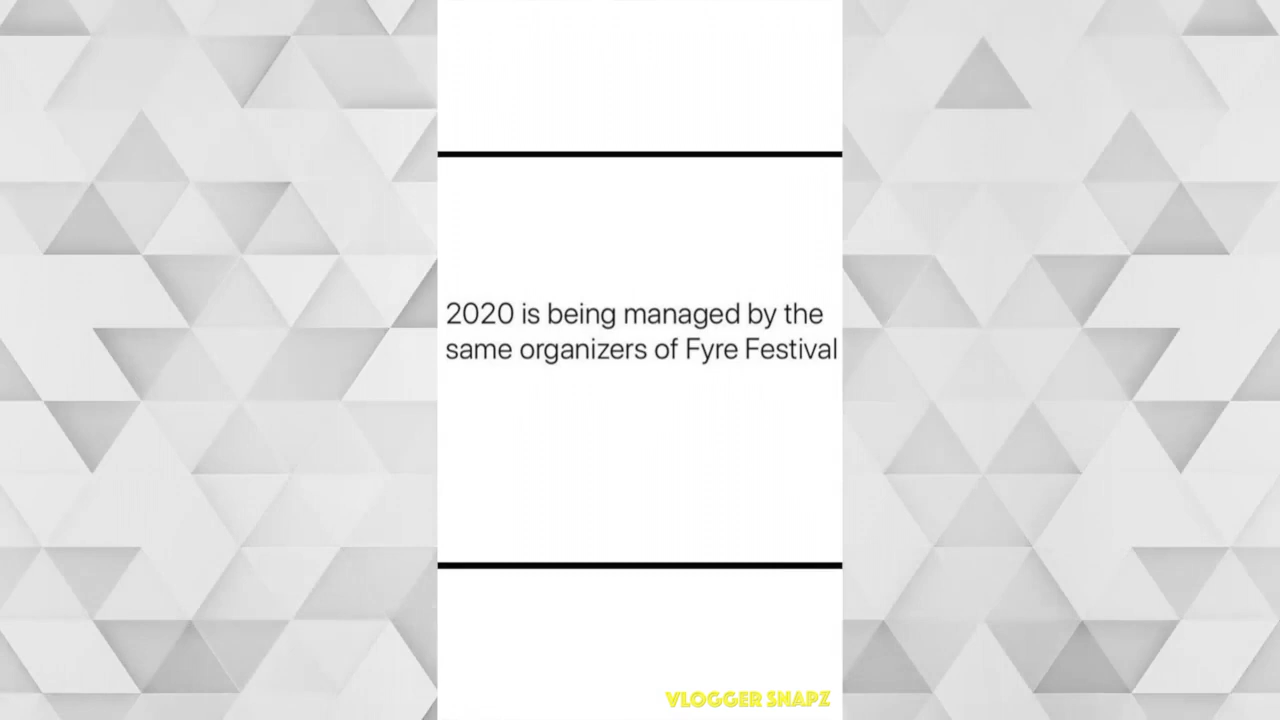 2020 is being managed by the
same organizers of Fyre Festival
VLOGGER SNAPZ